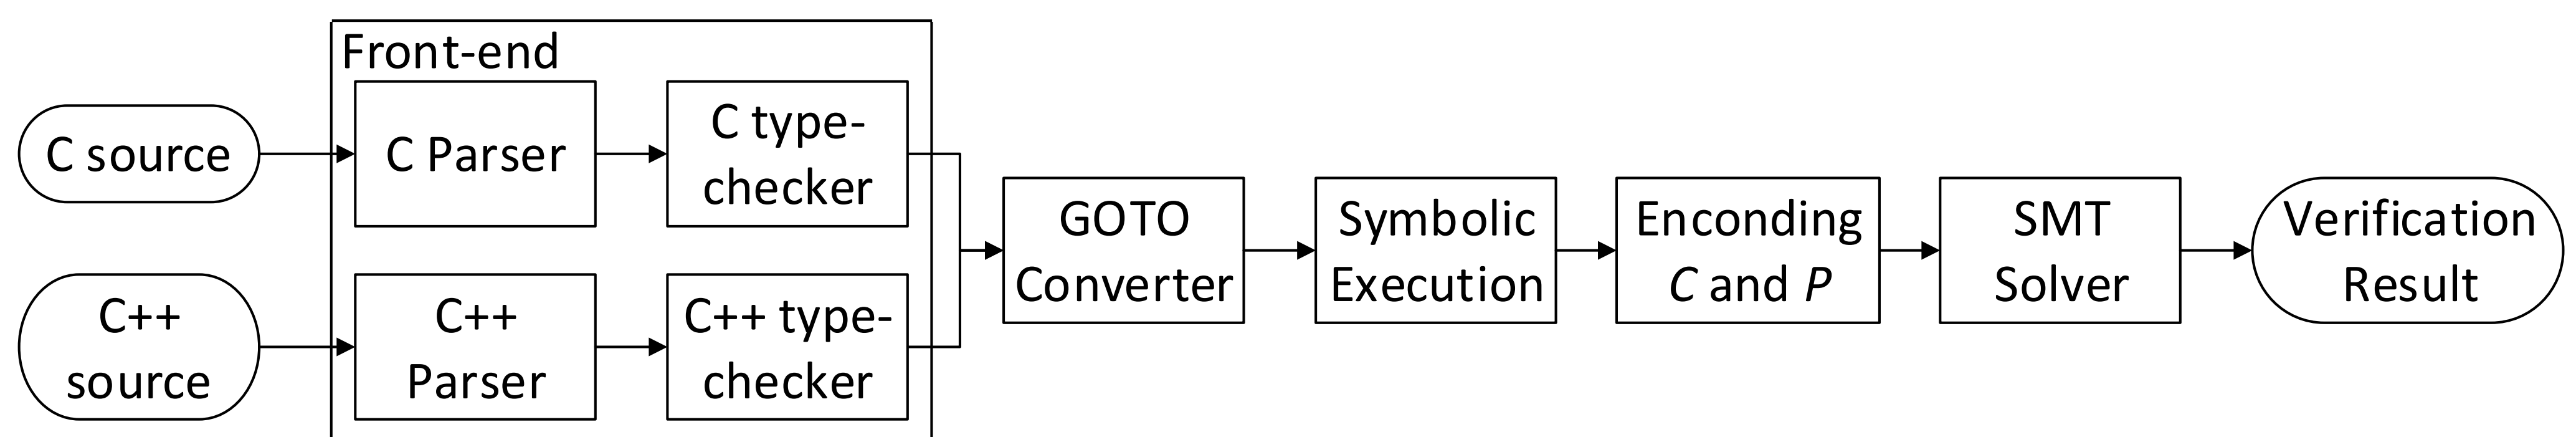 Front-end
C source
C Parser
C type-
checker
C++
source
C++
Parser
C++ type-
checker
GOTO
Converter
Symbolic
Execution
Enconding
C and P
SMT
Solver
Verification
Result